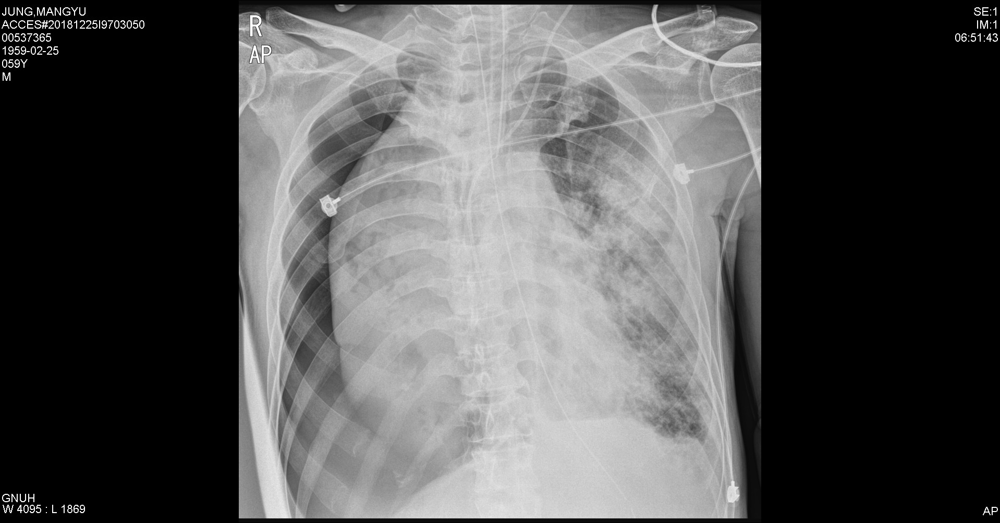 JUNG,MANGYU
ACCES#20181225I9703050
00537365
1959-02-25
059Y
M
SE:1
IM:1
06:51:43
R
AP
GNUH
W 4095 : L 1869
AP